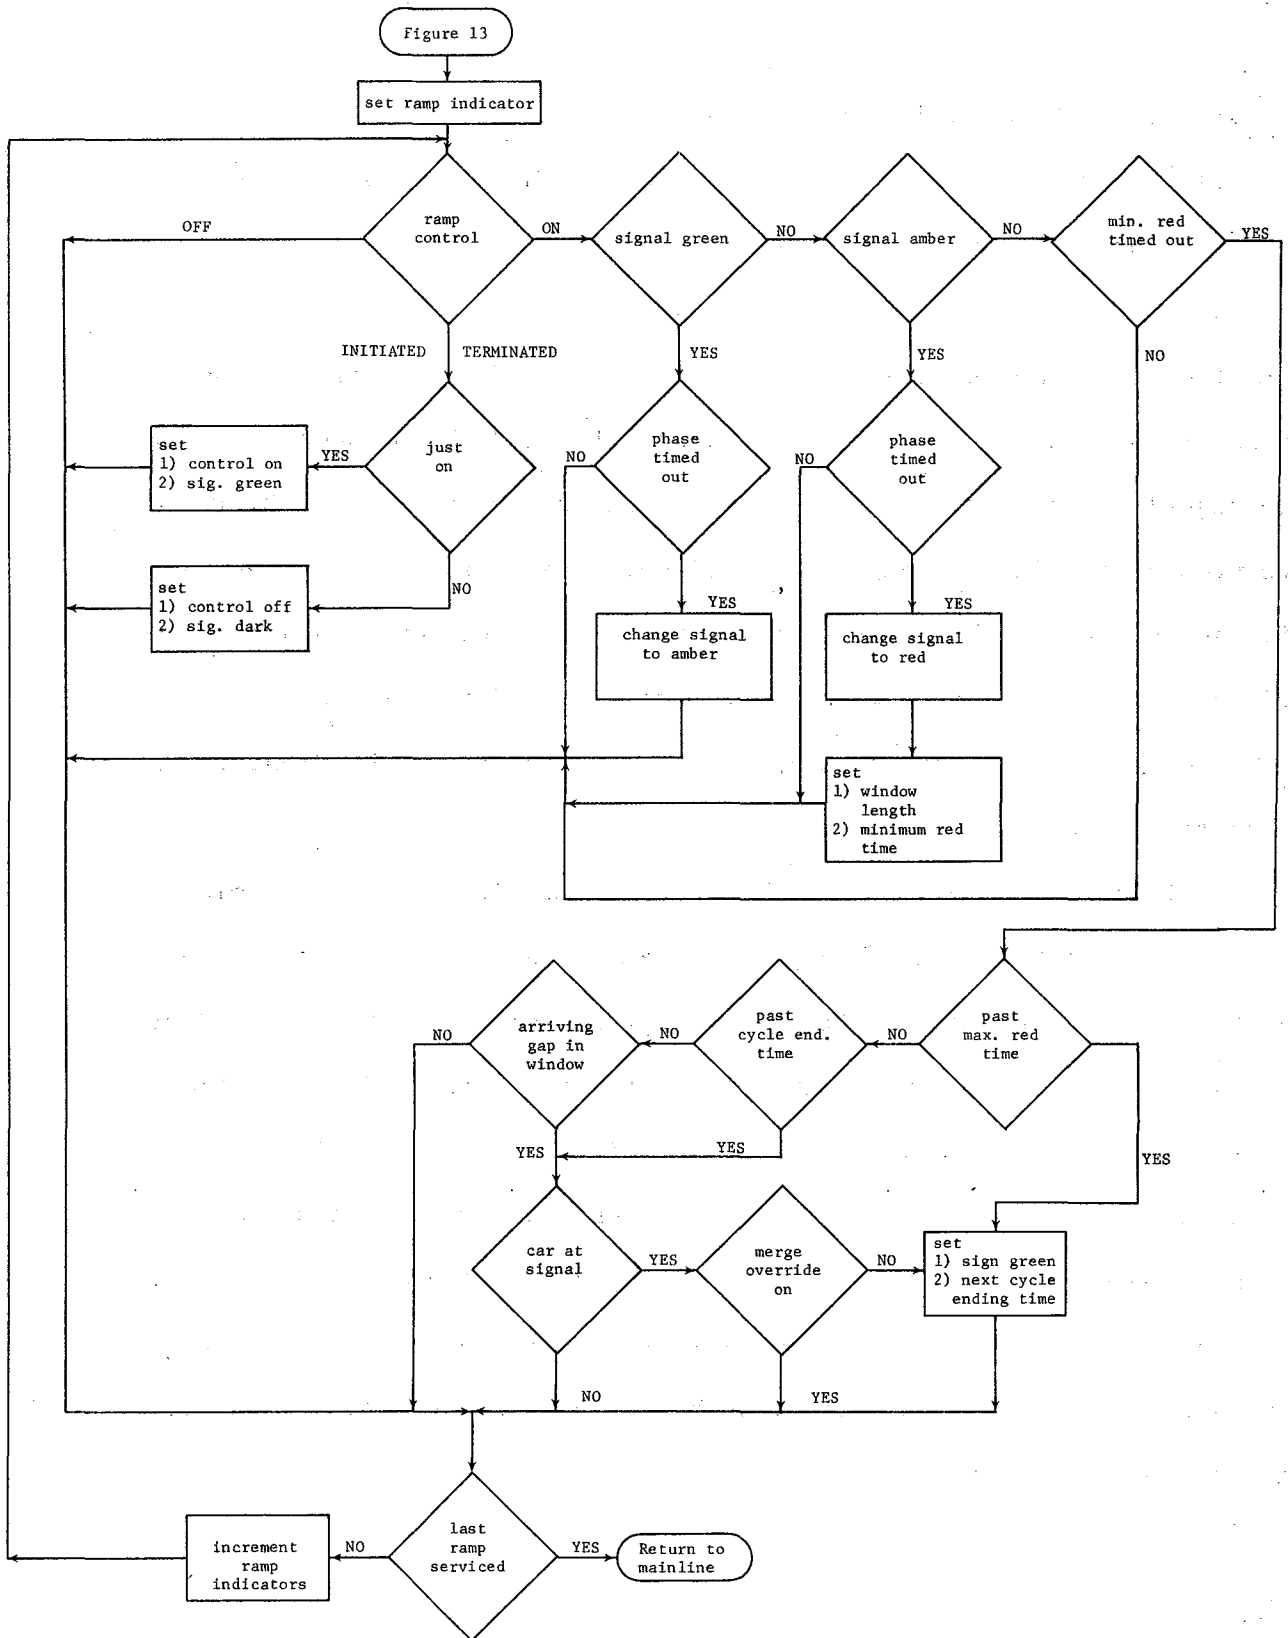 Figure 13
set ramp indicator
ramp
control
OFF
ON
signal green
NO
signal amber
NO
min. red
timed out
YES
INITIATED
TERMINATED
YES
YES
NO
just
on
YES
set
1) control on
2) sig. green
NO
set
1) control off
2) sig. dark
phase
timed
out
NO
YES
change signal
to amber
phase
timed
out
NO
YES
change signal
to red
set
1) window
length
2) minimum red
time
past
max. red
time
NO
YES
past
cycle end.
time
NO
YES
arriving
gap in
window
NO
YES
car at
signal
YES
NO
merge
override
on
NO
YES
set
1) sign green
2) next cycle
ending time
last
ramp
serviced
NO
YES
increment
ramp
indicators
Return to
mainline